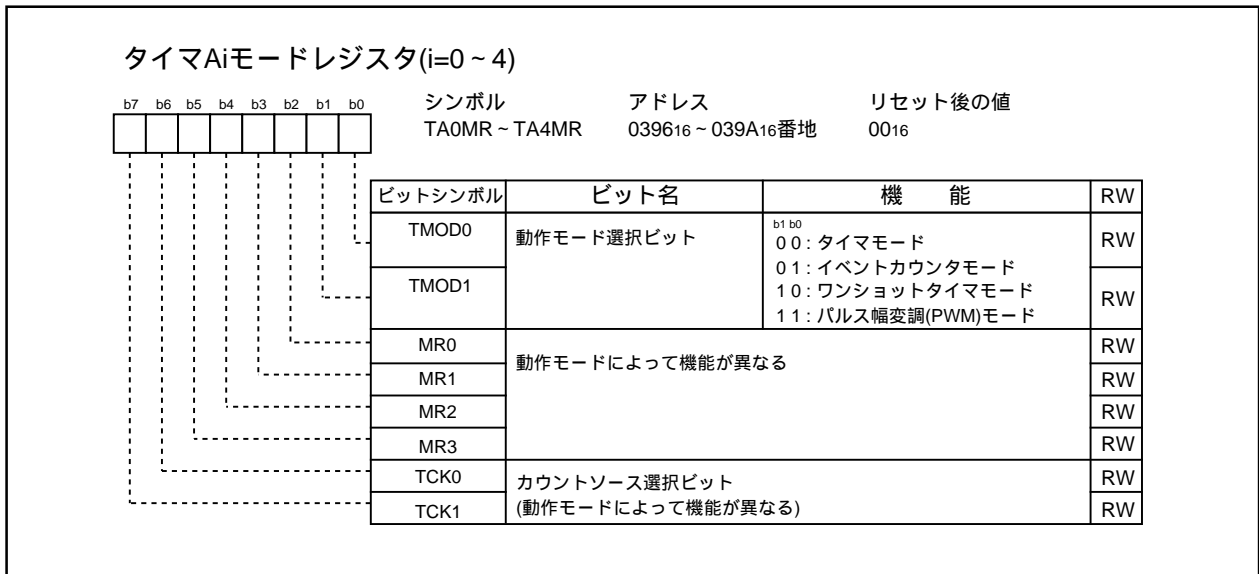 タイマAiモードレジスタ(i=0 ~ 4)
b7 b6 b5 b4 b3 b2 b1 b0
シンボル アドレス リセット後の値
TA0MR ~ TA4MR 039616 ~ 039A16番地 0016
ビットシンボル ビット名 機 能 RW
TMOD0 動作モード選択ビット b1 b0 RW
0 0 : タイマモード
0 1 : イベントカウンタモード
TMOD1 1 0 : ワンショットタイマモード RW
1 1 : パルス幅変調(PWM)モード
MR0 動作モードによって機能が異なる RW
MR1 RW
MR2 RW
MR3 RW
TCK0 カウントソース選択ビット RW
TCK1 (動作モードによって機能が異なる) RW